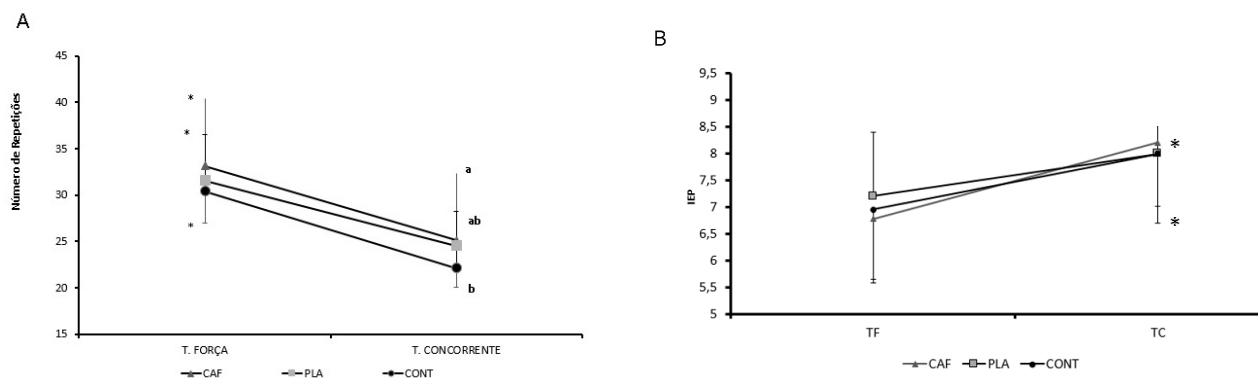 A
Número de Repetições
45
40
35
30
25
20
15
*
*
*
a
ab
b
T. FORÇA T. CONCORRENTE
CAF PLA CONT
B
IEP
9,5
9
8,5
8
7,5
7
6,5
6
5,5
5
*
*
TF TC
CAF PLA CONT